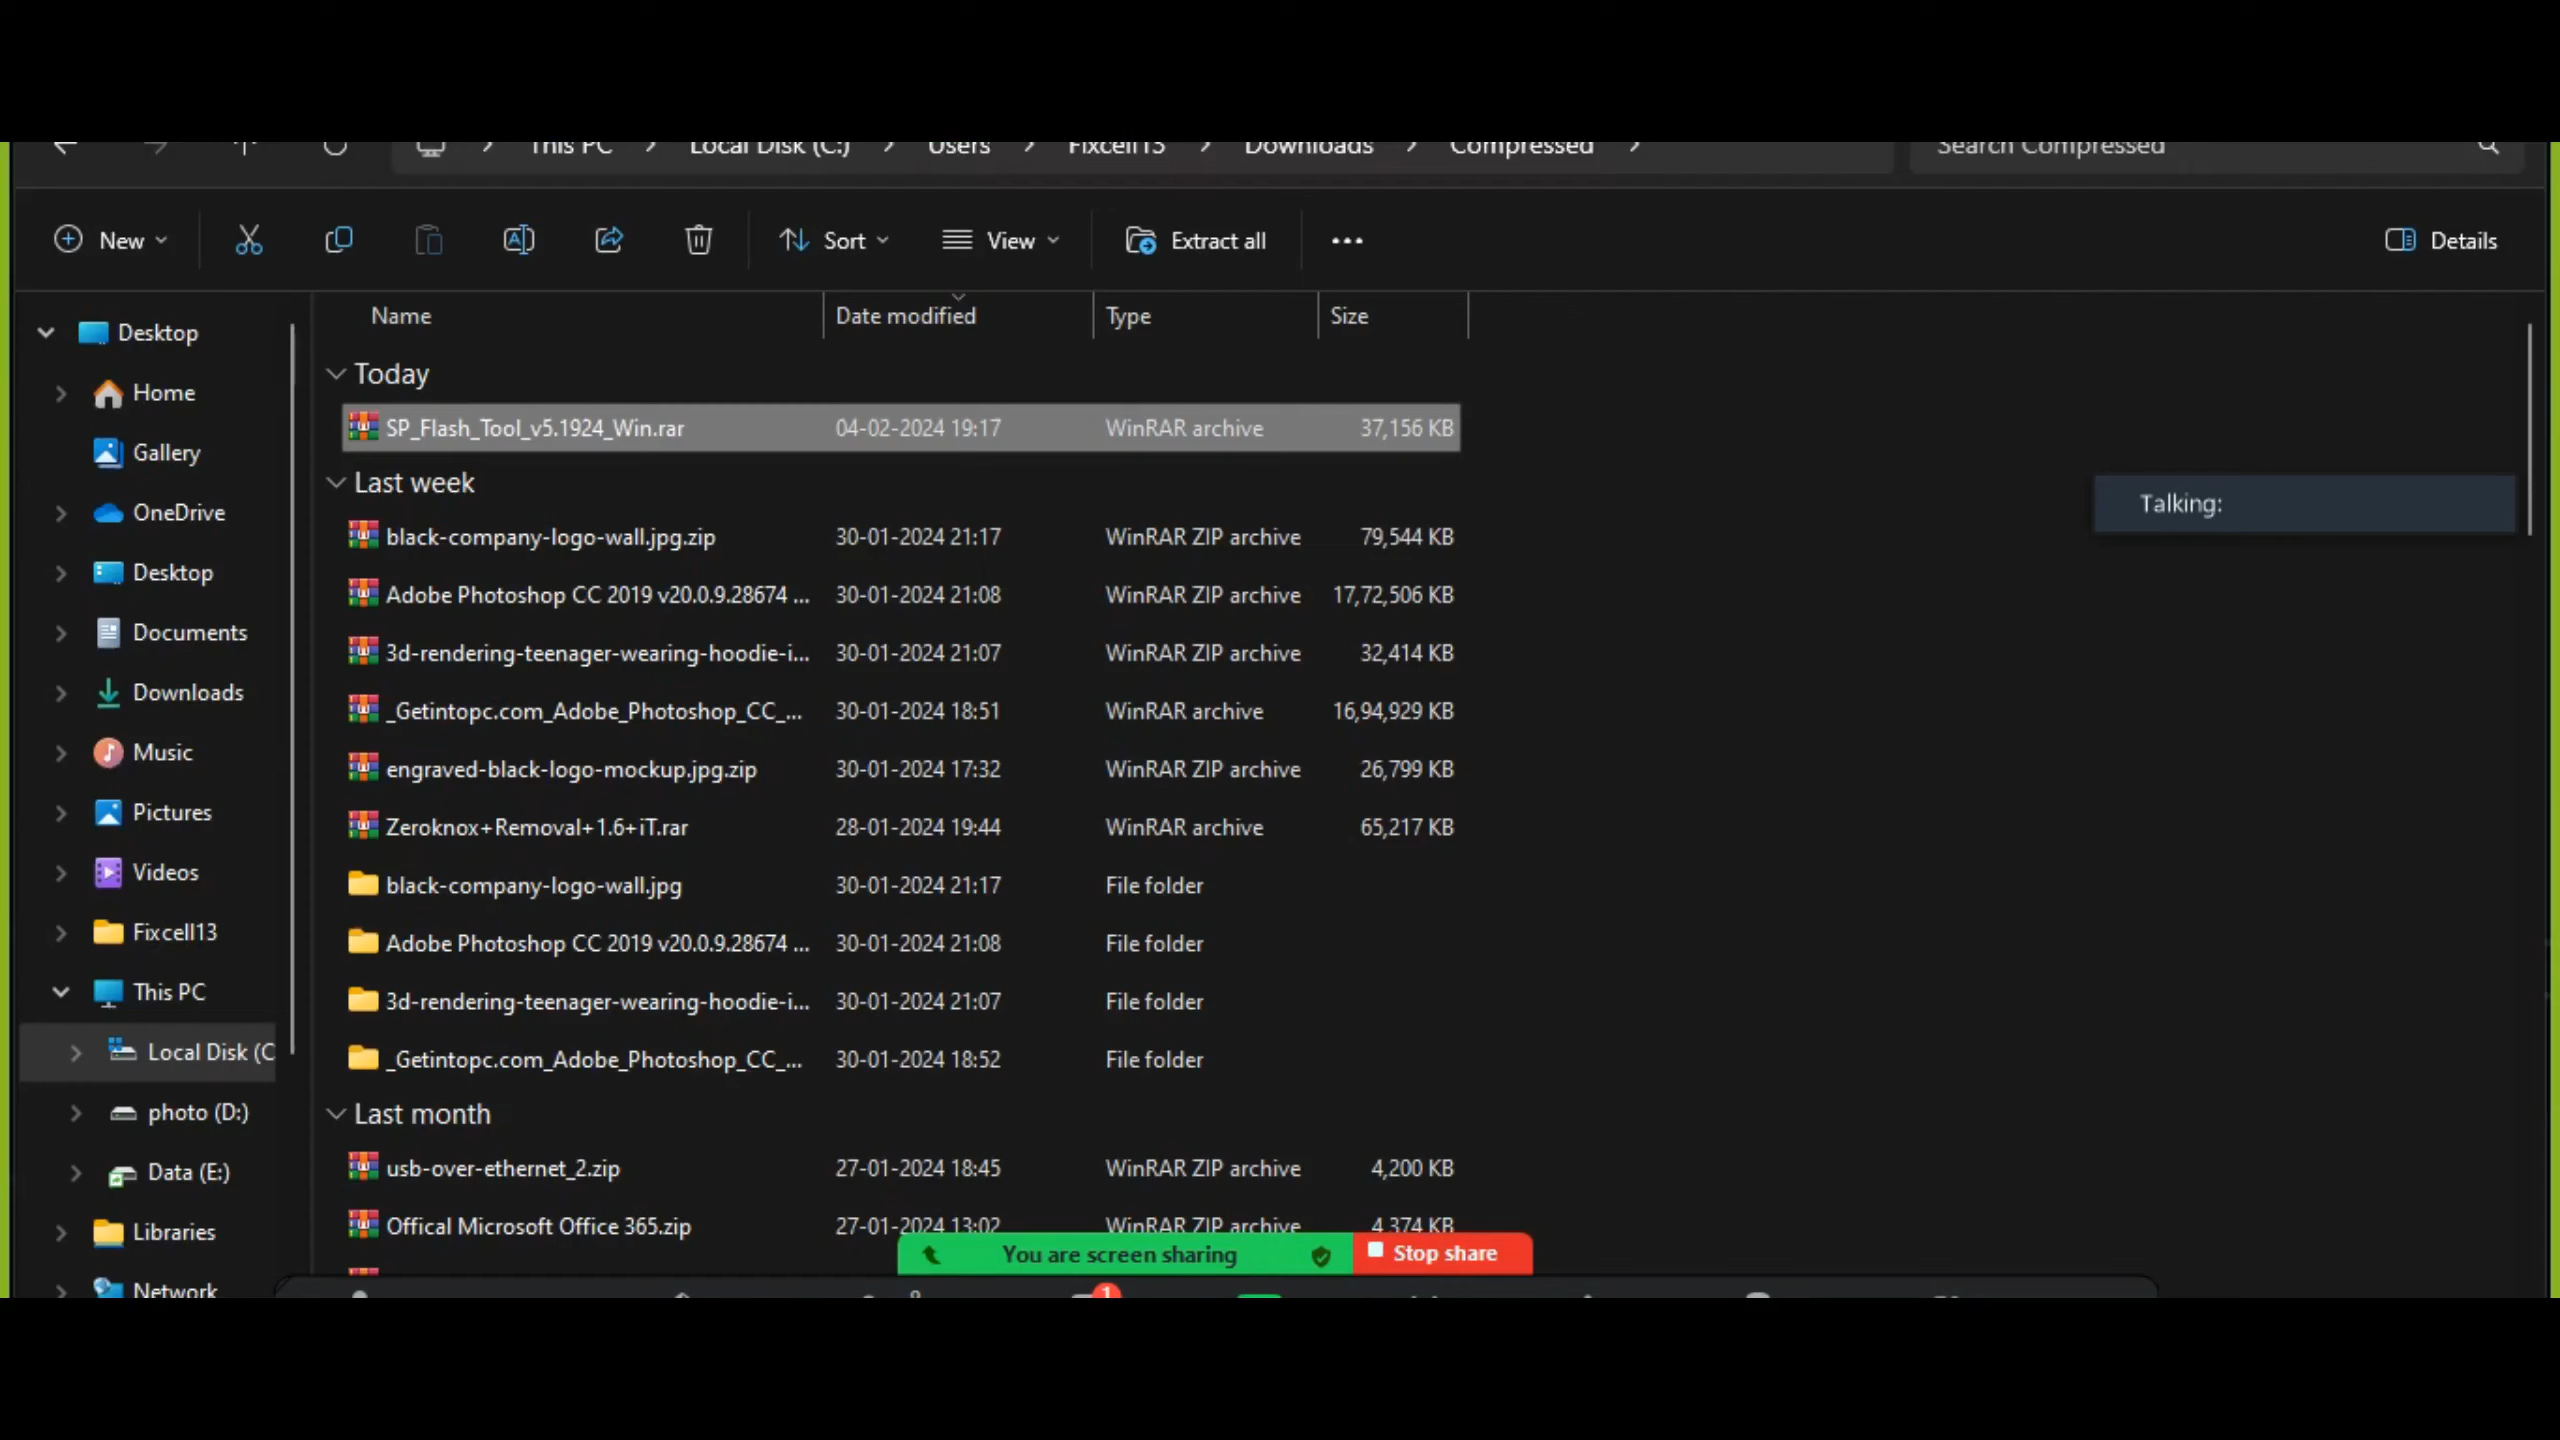 This PC Local Disk (C:) Users Fixcell13 Downloads Compressed Search Compressed
New Sort View Extract all Details
Name Date modified Type Size
Desktop
Home
Gallery
OneDrive
Desktop
Documents
Downloads
Music
Pictures
Videos
Fixcell13
This PC
Local Disk (C
photo (D:)
Data (E:)
Libraries
Network
Today
SP_Flash_Tool_v5.1924_Win.rar 04-02-2024 19:17 WinRAR archive 37,156 KB
Last week
black-company-logo-wall.jpg.zip 30-01-2024 21:17 WinRAR ZIP archive 79,544 KB
Adobe Photoshop CC 2019 v20.0.9.28674 ... 30-01-2024 21:08 WinRAR ZIP archive 17,72,506 KB
3d-rendering-teenager-wearing-hoodie-i... 30-01-2024 21:07 WinRAR ZIP archive 32,414 KB
_Getintopc.com_Adobe_Photoshop_CC_... 30-01-2024 18:51 WinRAR archive 16,94,929 KB
engraved-black-logo-mockup.jpg.zip 30-01-2024 17:32 WinRAR ZIP archive 26,799 KB
Zeroknox+Removal+1.6+iT.rar 28-01-2024 19:44 WinRAR archive 65,217 KB
black-company-logo-wall.jpg 30-01-2024 21:17 File folder
Adobe Photoshop CC 2019 v20.0.9.28674 ... 30-01-2024 21:08 File folder
3d-rendering-teenager-wearing-hoodie-i... 30-01-2024 21:07 File folder
_Getintopc.com_Adobe_Photoshop_CC_... 30-01-2024 18:52 File folder
Last month
usb-over-ethernet_2.zip 27-01-2024 18:45 WinRAR ZIP archive 4,200 KB
Offical Microsoft Office 365.zip 27-01-2024 13:02 WinRAR ZIP archive 4,374 KB
Talking:
You are screen sharing Stop share
1